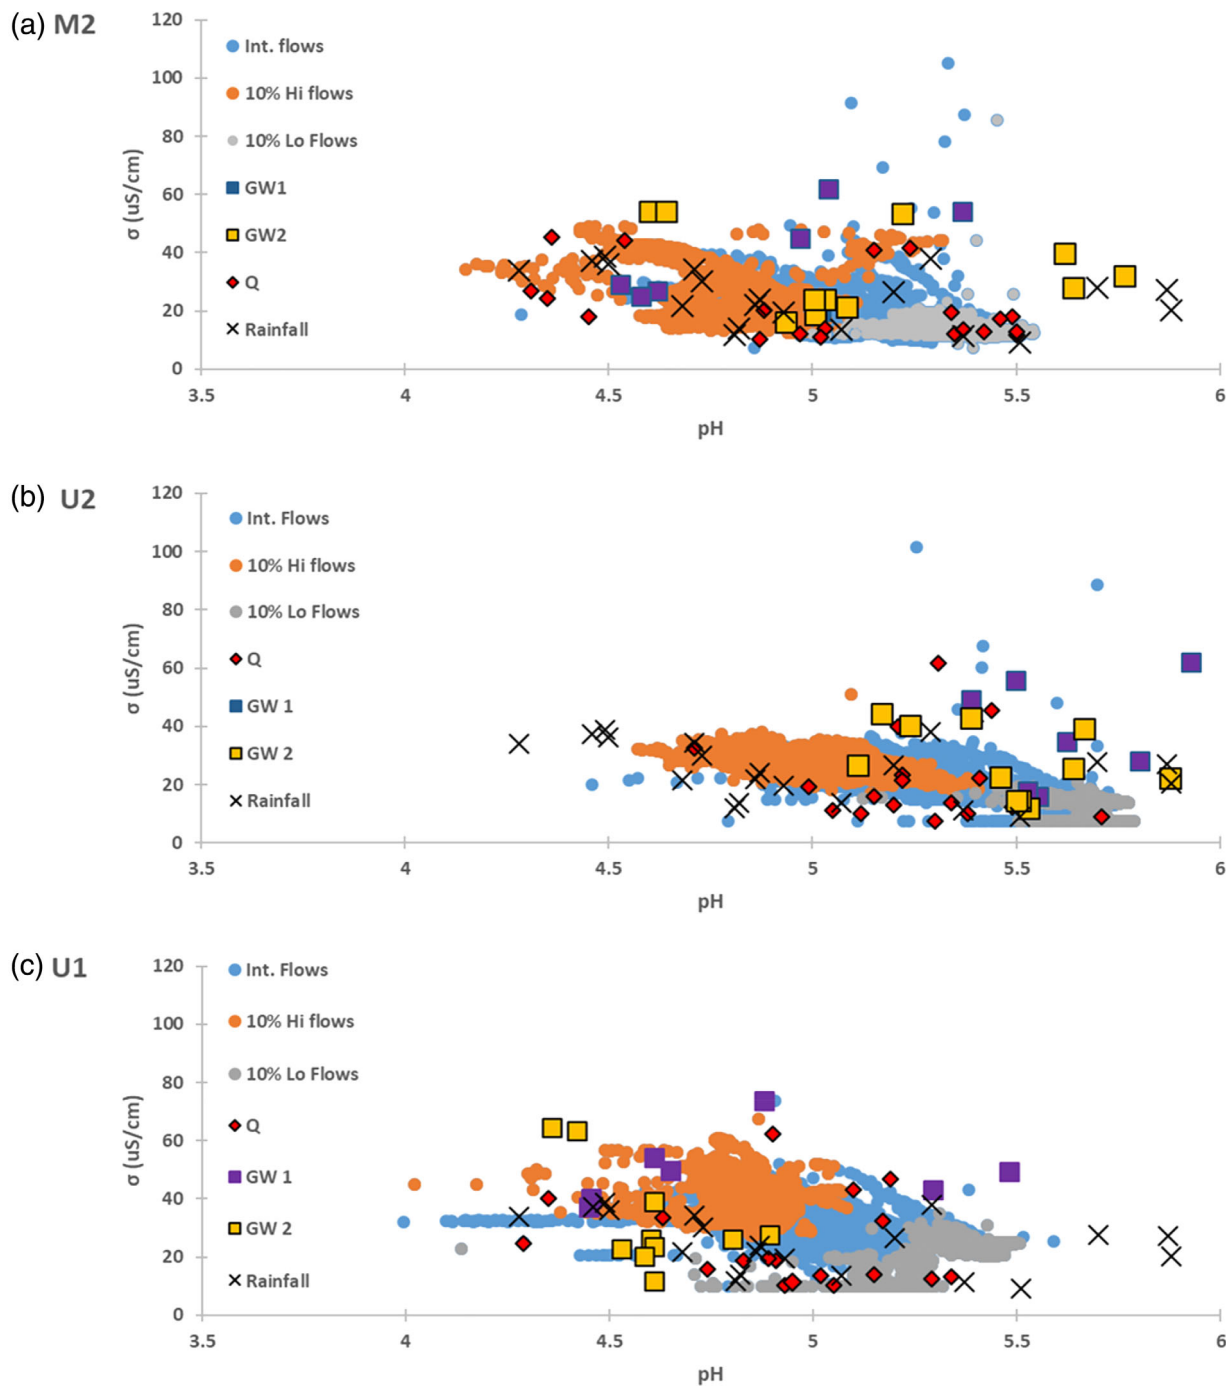 (a) M2
120
100
80
60
40
20
0
σ (uS/cm)
Int. flows
10% Hi flows
10% Lo Flows
GW1
GW2
Q
Rainfall
3.5 4 4.5 5 5.5 6
pH
(b) U2
120
100
80
60
40
20
0
σ (uS/cm)
Int. Flows
10% Hi flows
10% Lo Flows
Q
GW 1
GW 2
Rainfall
3.5 4 4.5 5 5.5 6
pH
(c) U1
120
100
80
60
40
20
0
σ (uS/cm)
Int. Flows
10% Hi flows
10% Lo Flows
Q
GW 1
GW 2
Rainfall
3.5 4 4.5 5 5.5 6
pH